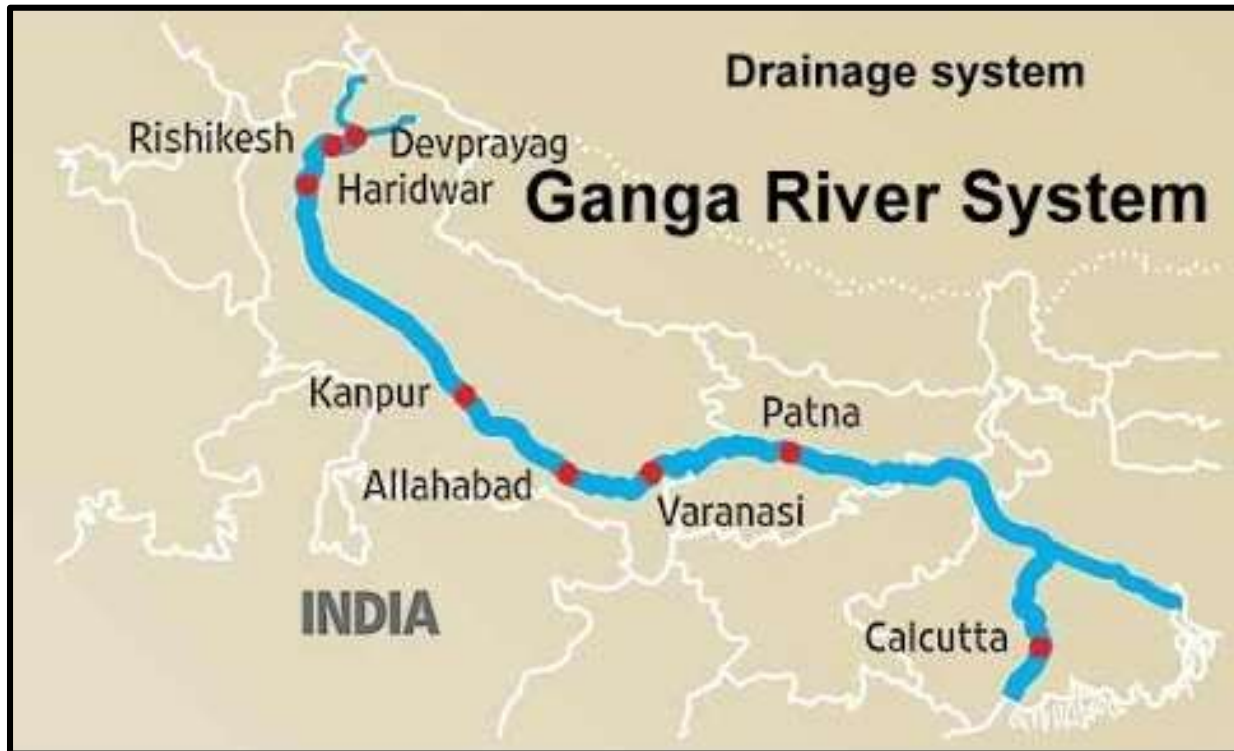 Drainage system
Ganga River System
Rishikesh
Devprayag
Haridwar
Kanpur
Patna
Allahabad
Varanasi
INDIA
Calcutta